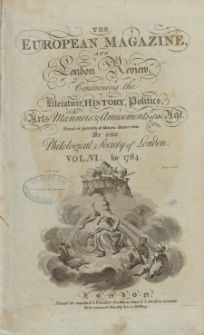 THE
EUROPEAN MAGAZINE,
AND
London Review;
Containing the
Literature, HISTORY, Politics,
Arts, Manners & Amusements of the Age.
By THE
Philological Society of London.
VOL. VI. for 1784.
LONDON: